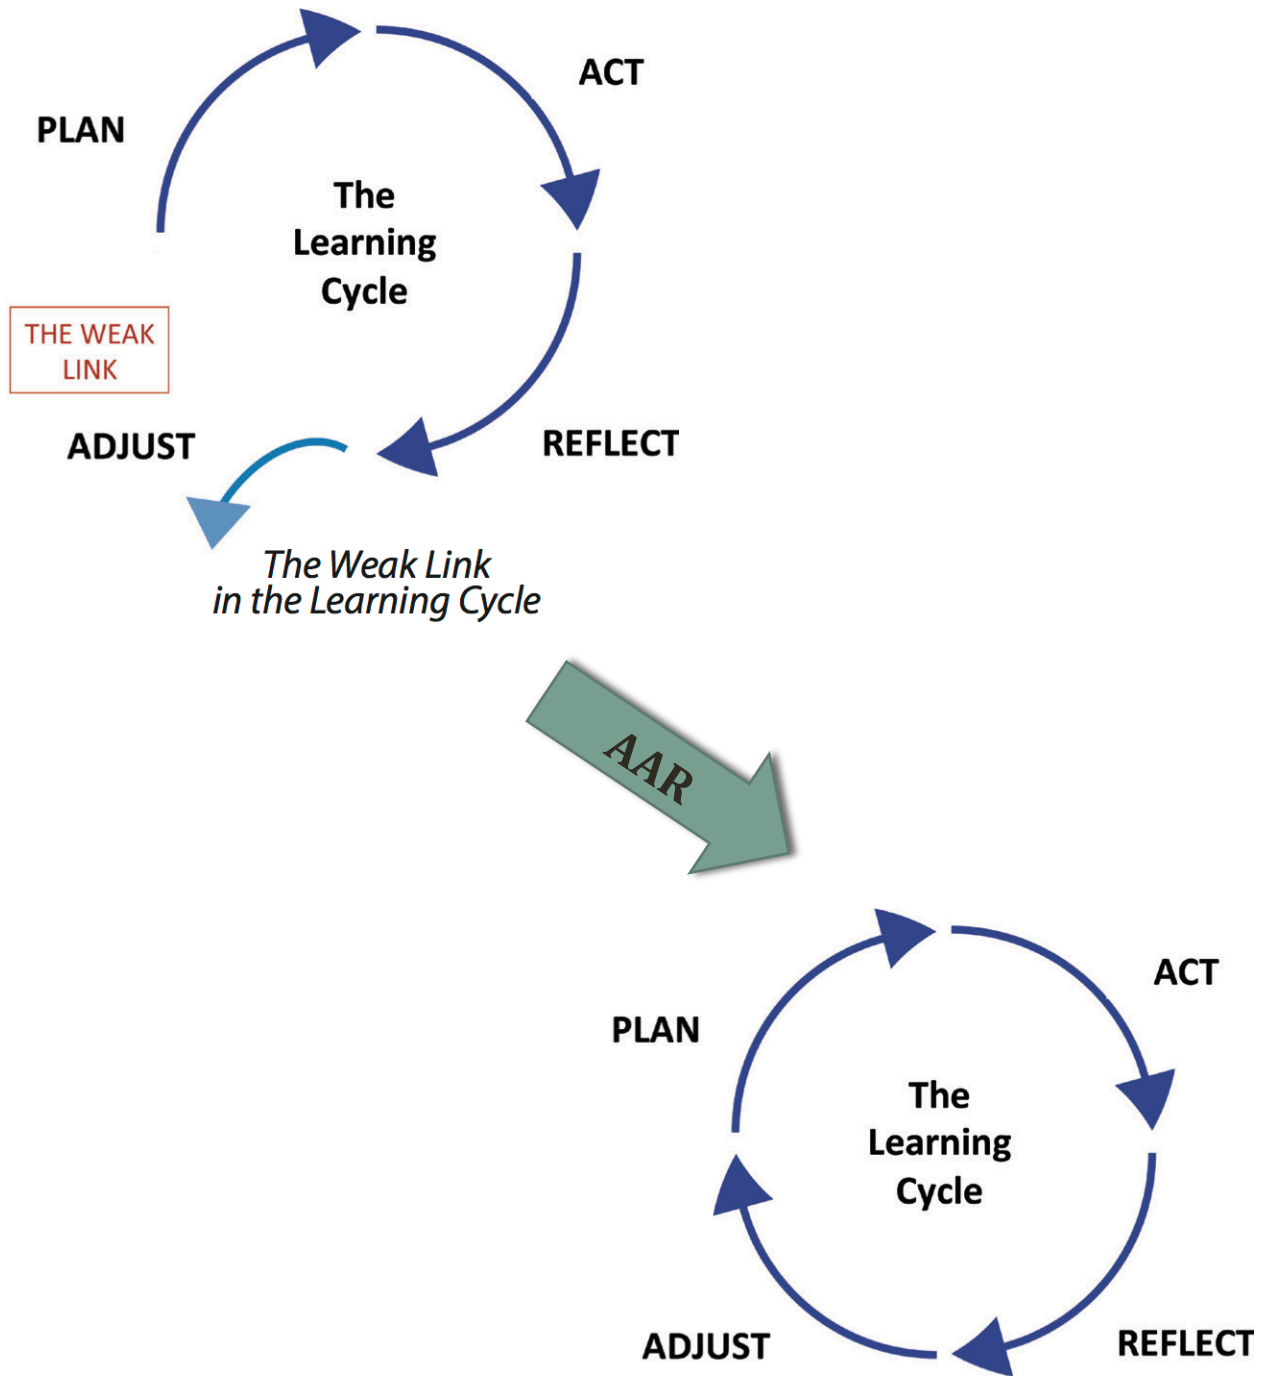 ACT
PLAN
The
Learning
Cycle
THE WEAK
LINK
ADJUST
REFLECT
The Weak Link
in the Learning Cycle
AAR
ACT
PLAN
The
Learning
Cycle
ADJUST
REFLECT